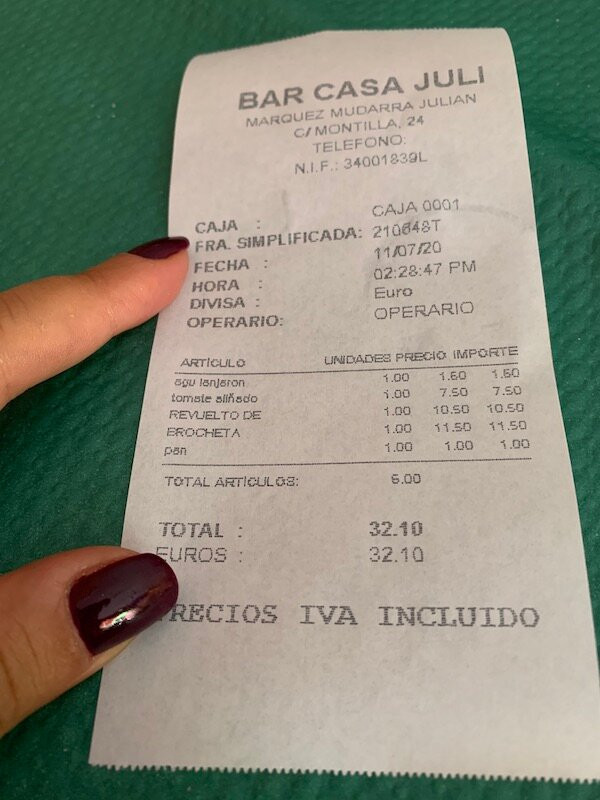 BAR CASA JULI
MARQUEZ MUDARRA JULIAN
C/ MONTILLA, 24
TELEFONO:
N.I.F.: 34001839L
CAJA : CAJA 0001
FRA. SIMPLIFICADA: 210648T
FECHA : 11/07/20
HORA : 02:28:47 PM
DIVISA : Euro
OPERARIO: OPERARIO
ARTÍCULO UNIDADES PRECIO IMPORTE
agu lanjaron 1.00 1.60 1.60
tomate aliñado 1.00 7.50 7.50
REVUELTO DE 1.00 10.50 10.50
BROCHETA 1.00 11.50 11.50
pan 1.00 1.00 1.00
TOTAL ARTÍCULOS: 5.00
TOTAL : 32.10
EUROS : 32.10
PRECIOS IVA INCLUIDO